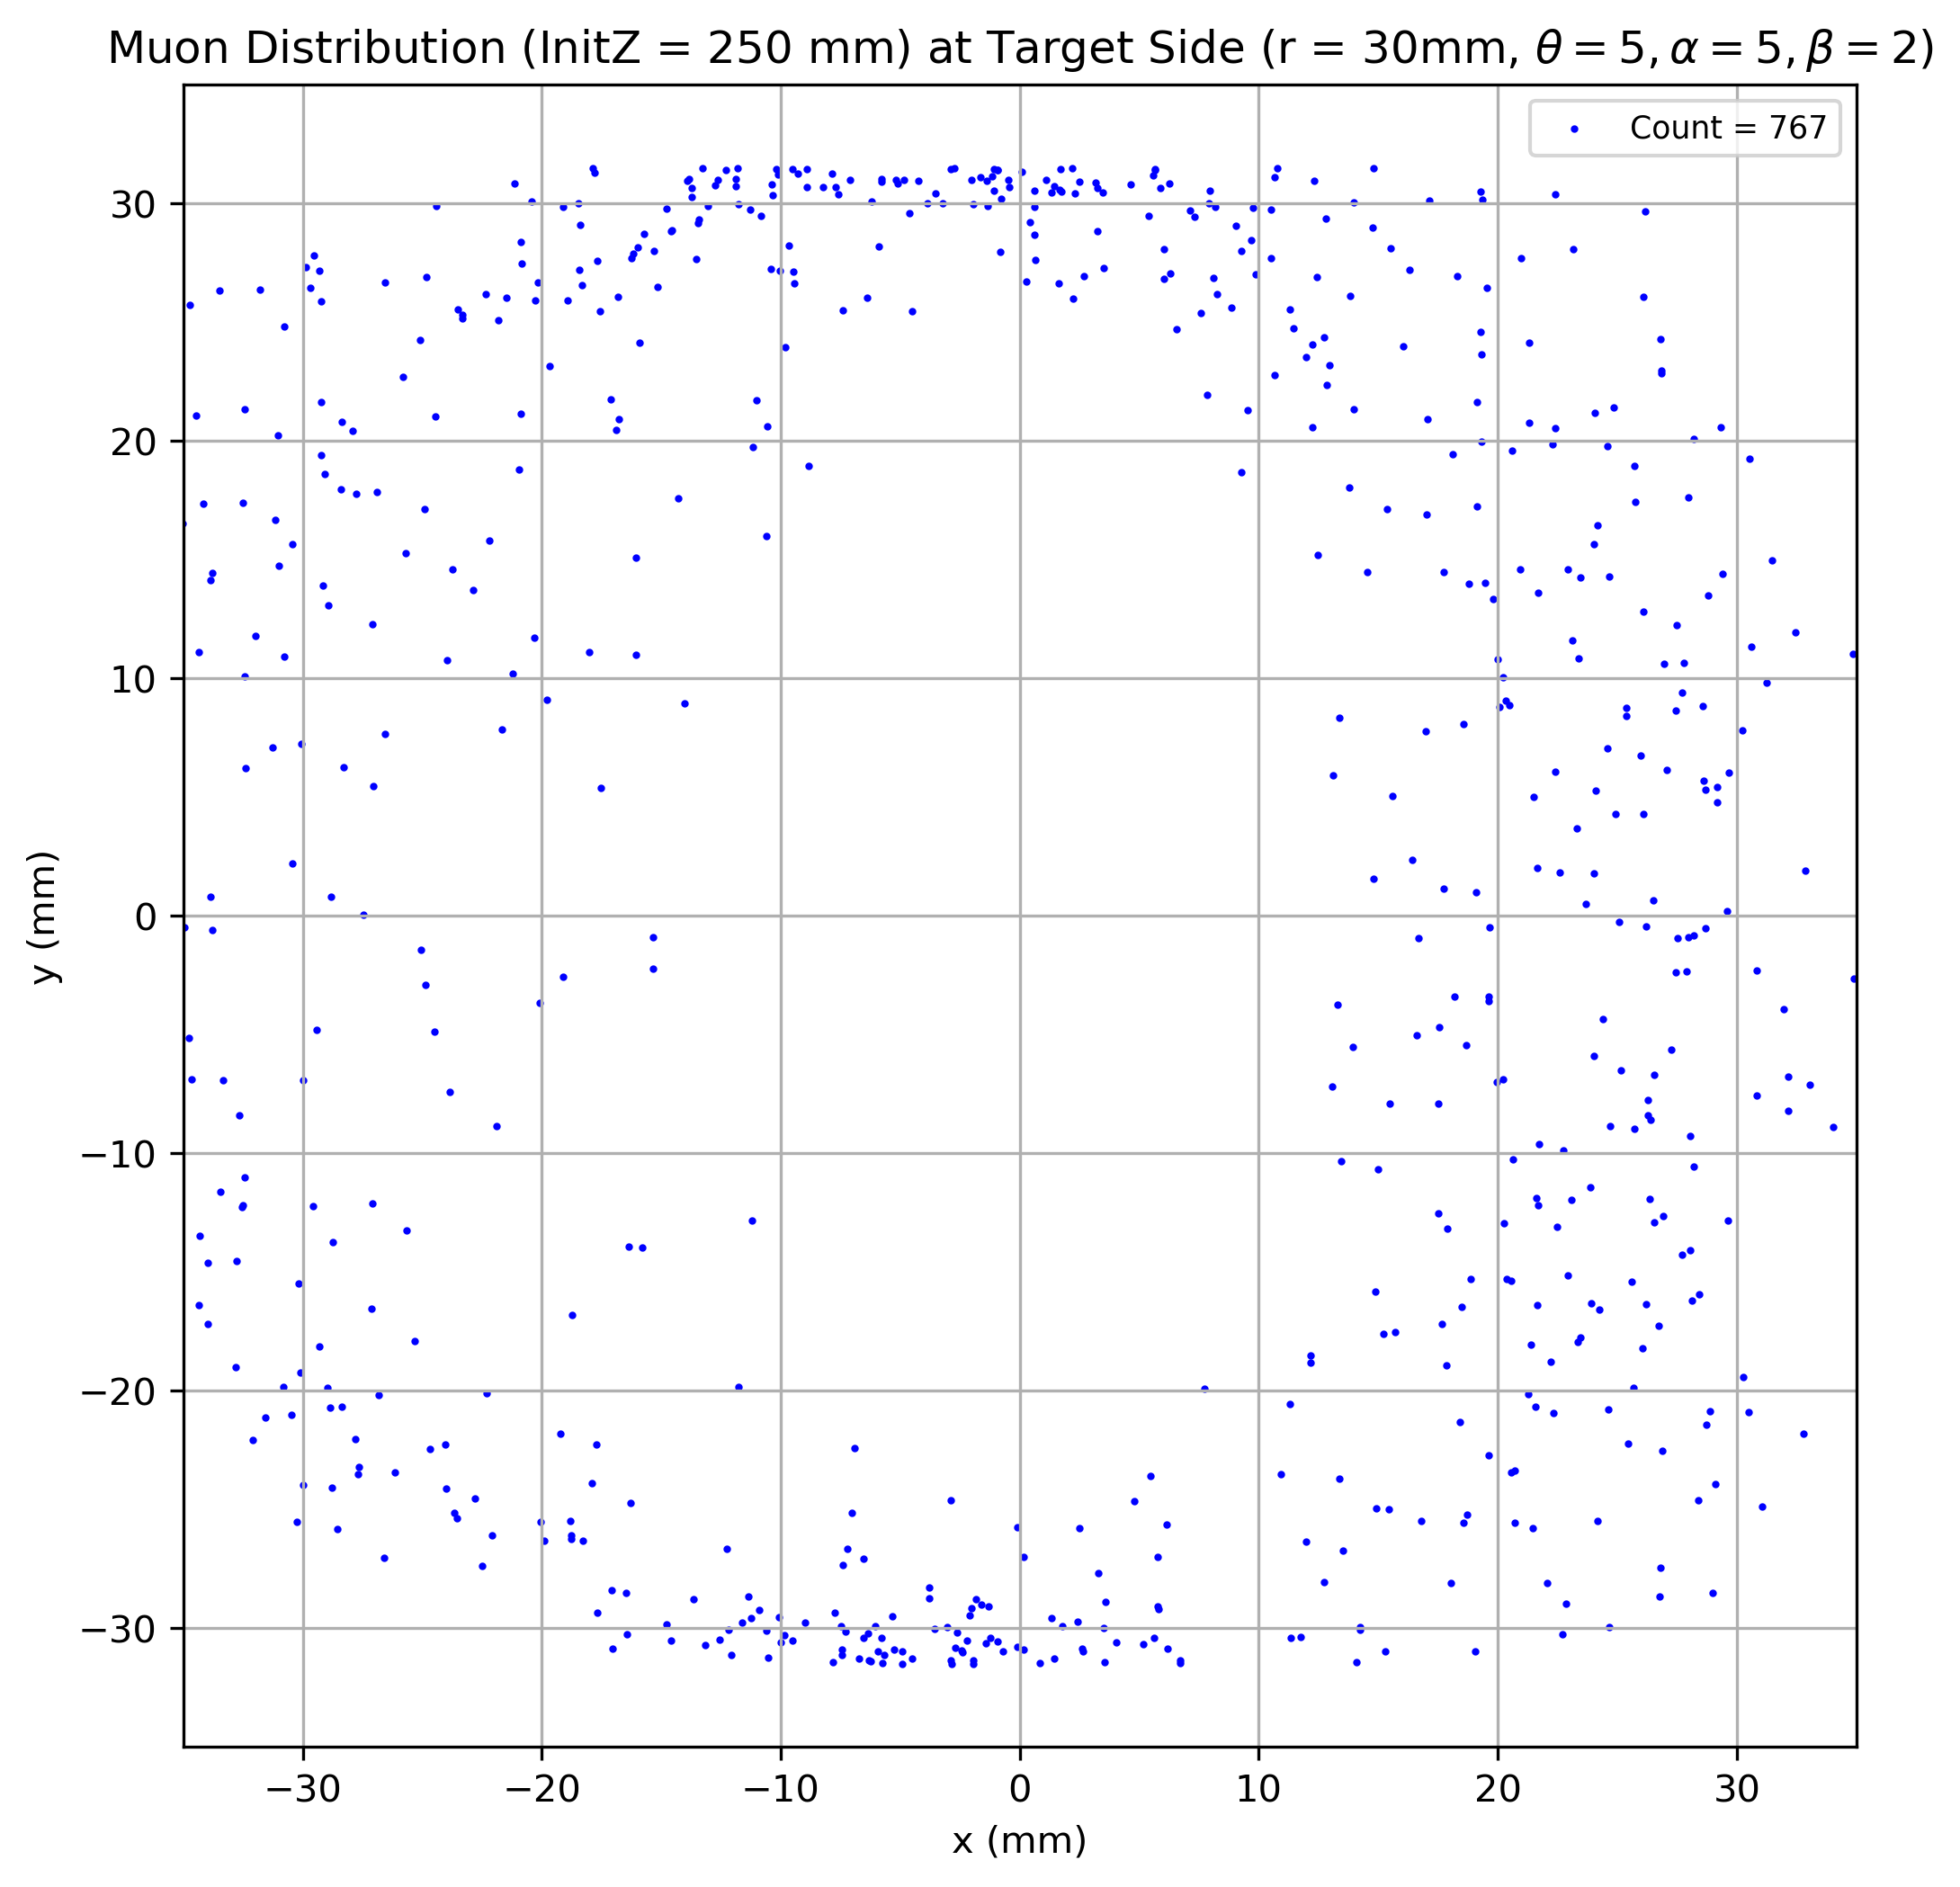 Muon Distribution (InitZ = 250 mm) at Target Side (r = 30mm, θ = 5, α = 5, β = 2)
Count = 767
30
20
10
0
−10
−20
−30
y (mm)
−30 −20 −10 0 10 20 30
x (mm)